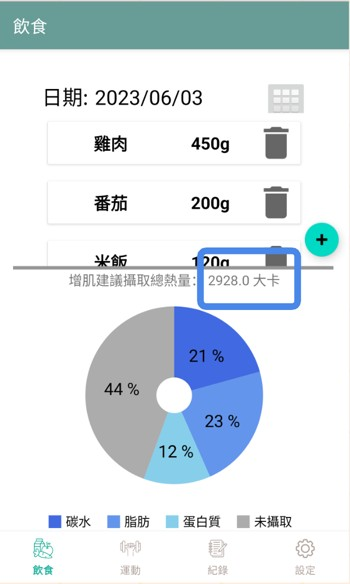 飲食
日期: 2023/06/03
雞肉 450g
番茄 200g
米飯 120g
增肌建議攝取總熱量: 2928.0 大卡
21 %
44 %
23 %
12 %
碳水 脂肪 蛋白質 未攝取
飲食 運動 紀錄 設定